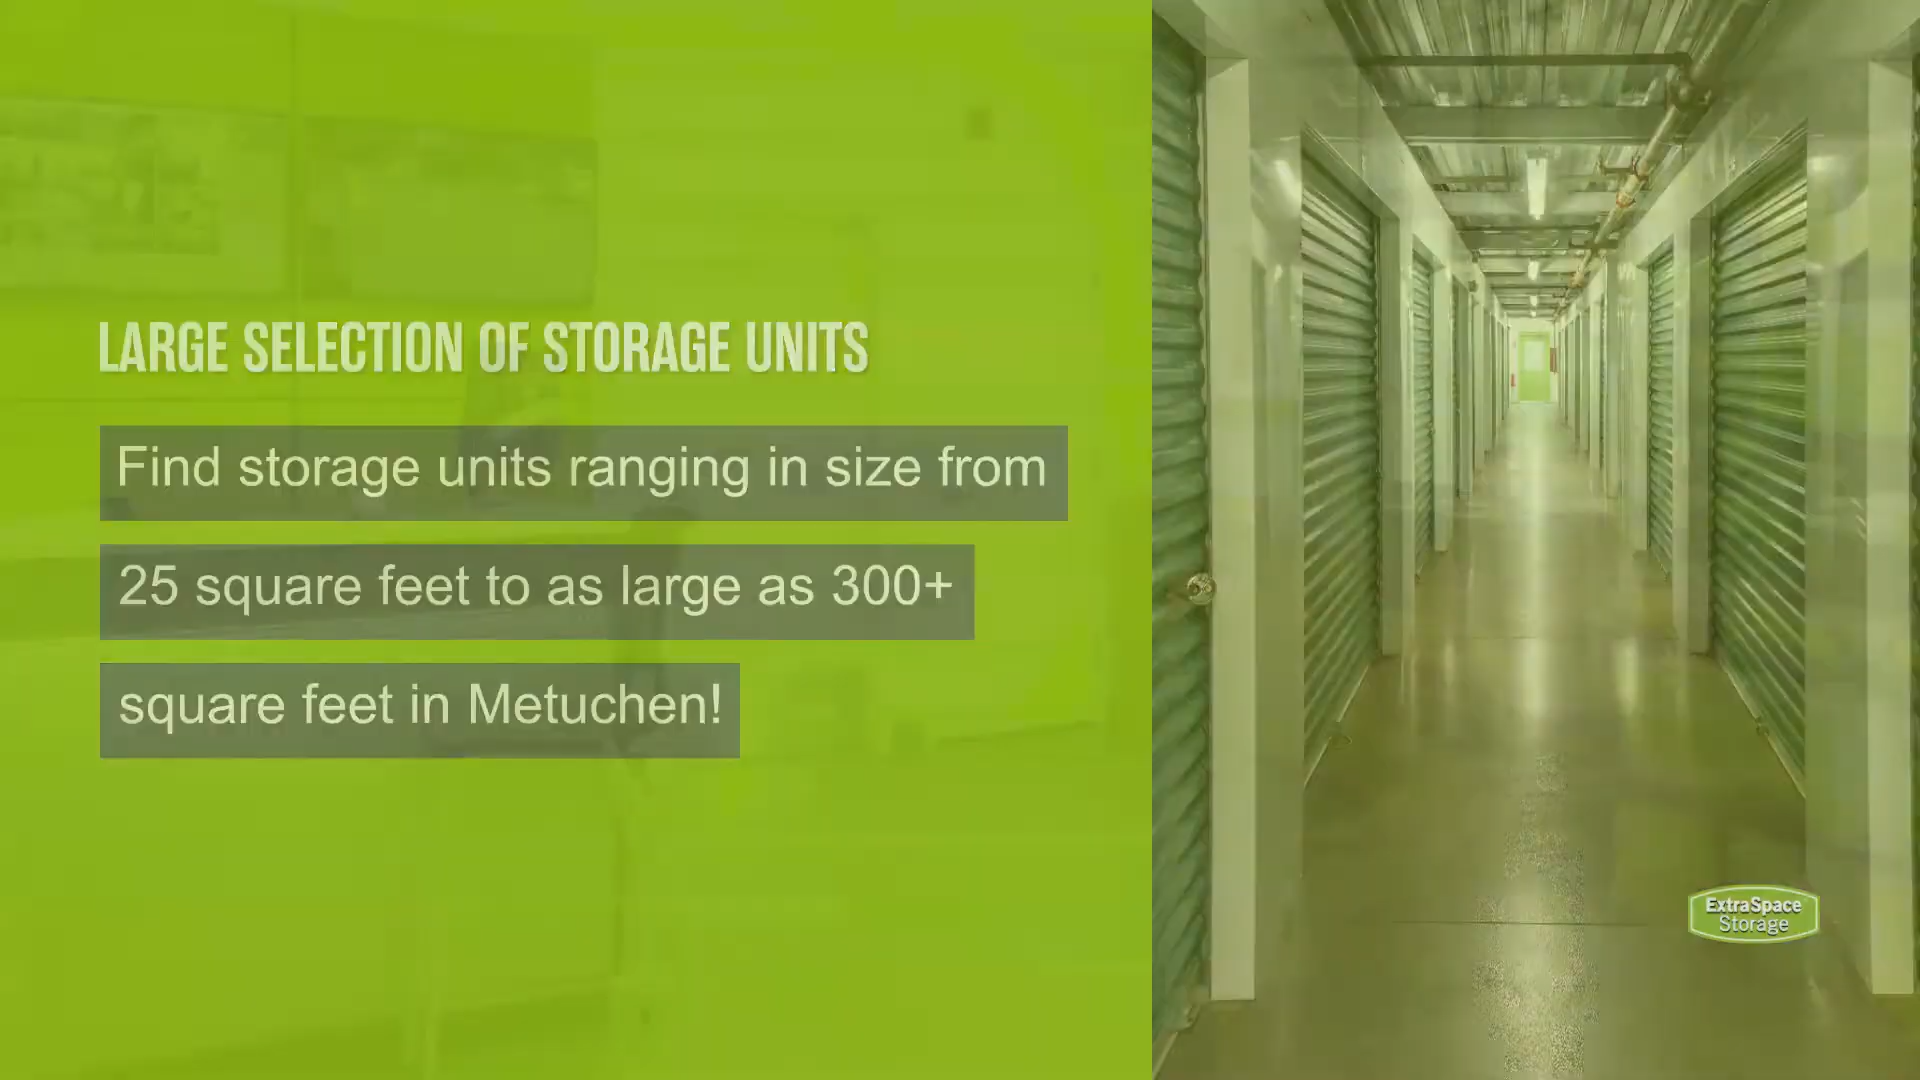 LARGE SELECTION OF STORAGE UNITS
Find storage units ranging in size from
25 square feet to as large as 300+
square feet in Metuchen!
ExtraSpace
Storage